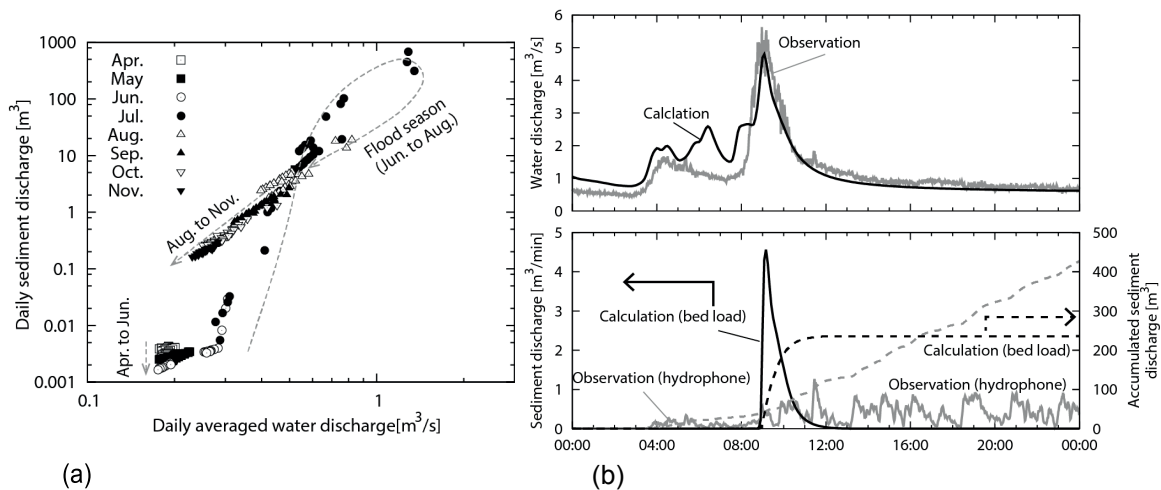 1000
100
10
1
0.1
0.01
0.001
Daily sediment discharge [m³]
Apr.
May
Jun.
Jul.
Aug.
Sep.
Oct.
Nov.
Flood season
(Jun. to Aug.)
Aug. to Nov.
Apr. to Jun.
0.1
1
Daily averaged water discharge[m³/s]
(a)
6
5
4
3
2
1
0
Water discharge [m³/s]
Observation
Calclation
5
4
3
2
1
0
Sediment discharge [m³/min]
500
400
300
200
100
0
Accumulated sediment
discharge [m³]
Calculation (bed load)
Calculation (bed load)
Observation (hydrophone)
Observation (hydrophone)
00:00 04:00 08:00 12:00 16:00 20:00 00:00
(b)